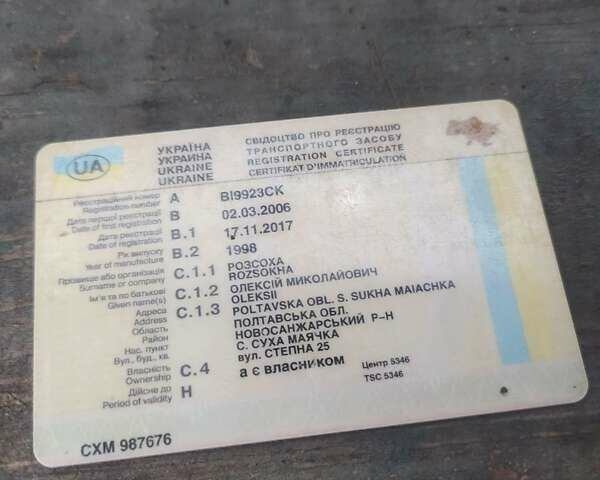 UA
УКРАЇНА
УКРАИНА
UKRAINE
UKRAINE
СВІДОЦТВО ПРО РЕЄСТРАЦІЮ
ТРАНСПОРТНОГО ЗАСОБУ
REGISTRATION CERTIFICATE
CERTIFIKAT D'IMMATRICULATION
Реєстраційний номер A BI9923CK
Registration number
Дата першої реєстрації B 02.03.2006
Date of first registration
Дата реєстрації B.1 17.11.2017
Date of registration
Рік випуску B.2 1998
Year of manufacture
Прізвище або організація C.1.1 РОЗСОХА
Surname or company ROZSOKHA
Ім'я та по батькові C.1.2 ОЛЕКСІЙ МИКОЛАЙОВИЧ
Given name(s) OLEKSII
Адреса C.1.3 POLTAVSKA OBL. S. SUKHA MAIACHKA
Address ПОЛТАВСЬКА ОБЛ.
Область НОВОСАНЖАРСЬКИЙ Р-Н
Район С. СУХА МАЯЧКА
Нас. пункт вул. СТЕПНА 25
Вул., буд., кв.
Власність C.4 а є власником Центр 5346
Ownership TSC 5346
Дійсне до H
Period of validity
СХМ 987676